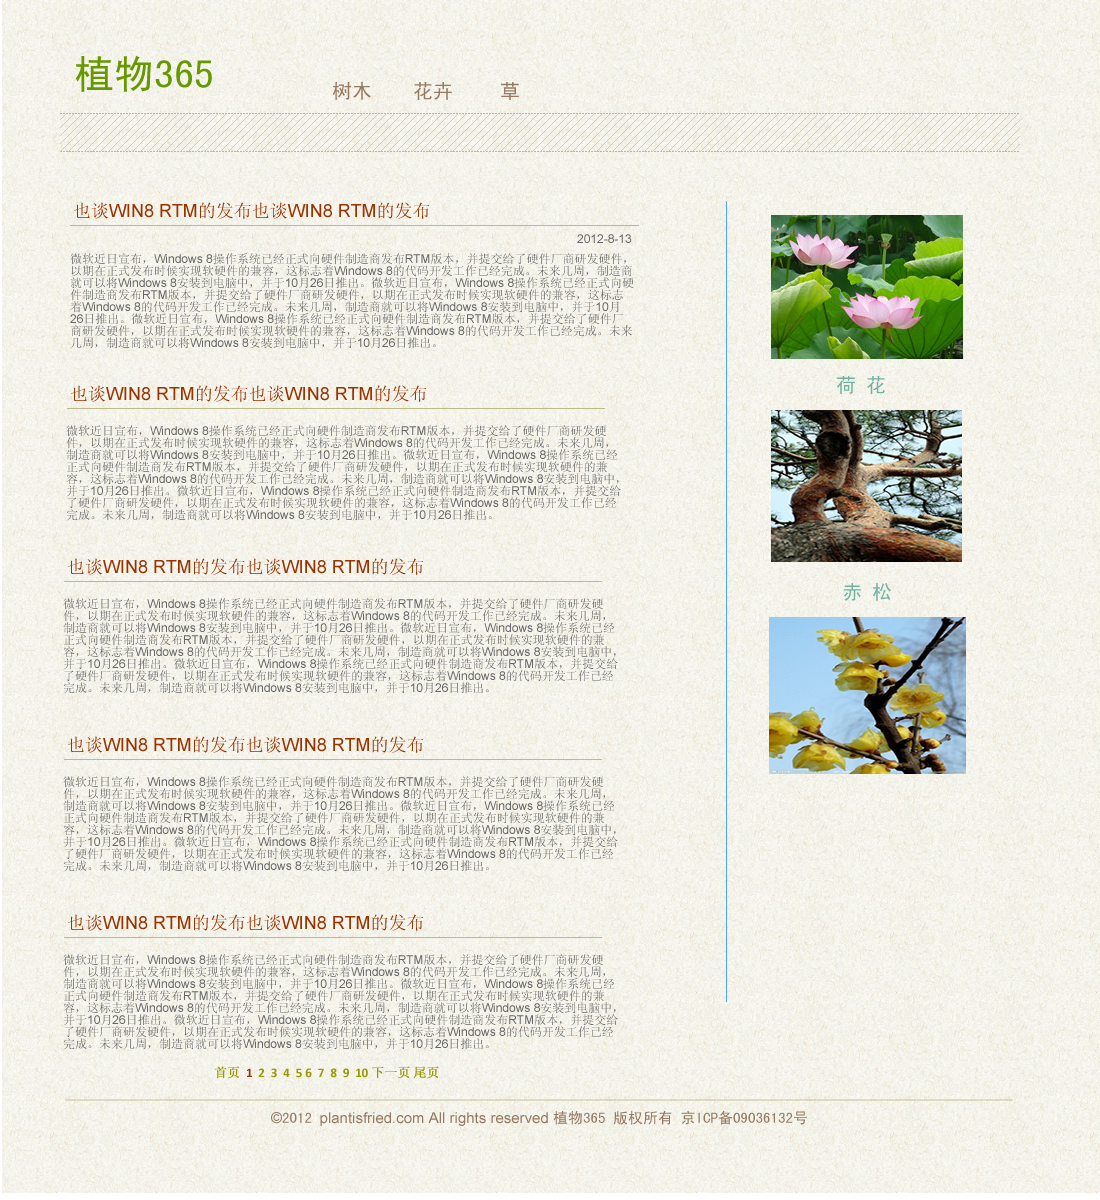 植物365
树木 花卉 草
也谈WIN8 RTM的发布也谈WIN8 RTM的发布
2012-8-13
微软近日宣布，Windows 8操作系统已经正式向硬件制造商发布RTM版本，并提交给了硬件厂商研发硬件，
以期在正式发布时候实现软硬件的兼容，这标志着Windows 8的代码开发工作已经完成。未来几周，制造商
就可以将Windows 8安装到电脑中，并于10月26日推出。微软近日宣布，Windows 8操作系统已经正式向硬
件制造商发布RTM版本，并提交给了硬件厂商研发硬件，以期在正式发布时候实现软硬件的兼容，这标志
着Windows 8的代码开发工作已经完成。未来几周，制造商就可以将Windows 8安装到电脑中，并于10月
26日推出。微软近日宣布，Windows 8操作系统已经正式向硬件制造商发布RTM版本，并提交给了硬件厂
商研发硬件，以期在正式发布时候实现软硬件的兼容，这标志着Windows 8的代码开发工作已经完成。未来
几周，制造商就可以将Windows 8安装到电脑中，并于10月26日推出。
也谈WIN8 RTM的发布也谈WIN8 RTM的发布
微软近日宣布，Windows 8操作系统已经正式向硬件制造商发布RTM版本，并提交给了硬件厂商研发硬
件，以期在正式发布时候实现软硬件的兼容，这标志着Windows 8的代码开发工作已经完成。未来几周，
制造商就可以将Windows 8安装到电脑中，并于10月26日推出。微软近日宣布，Windows 8操作系统已经
正式向硬件制造商发布RTM版本，并提交给了硬件厂商研发硬件，以期在正式发布时候实现软硬件的兼
容，这标志着Windows 8的代码开发工作已经完成。未来几周，制造商就可以将Windows 8安装到电脑中，
并于10月26日推出。微软近日宣布，Windows 8操作系统已经正式向硬件制造商发布RTM版本，并提交给
了硬件厂商研发硬件，以期在正式发布时候实现软硬件的兼容，这标志着Windows 8的代码开发工作已经
完成。未来几周，制造商就可以将Windows 8安装到电脑中，并于10月26日推出。
也谈WIN8 RTM的发布也谈WIN8 RTM的发布
微软近日宣布，Windows 8操作系统已经正式向硬件制造商发布RTM版本，并提交给了硬件厂商研发硬
件，以期在正式发布时候实现软硬件的兼容，这标志着Windows 8的代码开发工作已经完成。未来几周，
制造商就可以将Windows 8安装到电脑中，并于10月26日推出。微软近日宣布，Windows 8操作系统已经
正式向硬件制造商发布RTM版本，并提交给了硬件厂商研发硬件，以期在正式发布时候实现软硬件的兼
容，这标志着Windows 8的代码开发工作已经完成。未来几周，制造商就可以将Windows 8安装到电脑中，
并于10月26日推出。微软近日宣布，Windows 8操作系统已经正式向硬件制造商发布RTM版本，并提交给
了硬件厂商研发硬件，以期在正式发布时候实现软硬件的兼容，这标志着Windows 8的代码开发工作已经
完成。未来几周，制造商就可以将Windows 8安装到电脑中，并于10月26日推出。
也谈WIN8 RTM的发布也谈WIN8 RTM的发布
微软近日宣布，Windows 8操作系统已经正式向硬件制造商发布RTM版本，并提交给了硬件厂商研发硬
件，以期在正式发布时候实现软硬件的兼容，这标志着Windows 8的代码开发工作已经完成。未来几周，
制造商就可以将Windows 8安装到电脑中，并于10月26日推出。微软近日宣布，Windows 8操作系统已经
正式向硬件制造商发布RTM版本，并提交给了硬件厂商研发硬件，以期在正式发布时候实现软硬件的兼
容，这标志着Windows 8的代码开发工作已经完成。未来几周，制造商就可以将Windows 8安装到电脑中，
并于10月26日推出。微软近日宣布，Windows 8操作系统已经正式向硬件制造商发布RTM版本，并提交给
了硬件厂商研发硬件，以期在正式发布时候实现软硬件的兼容，这标志着Windows 8的代码开发工作已经
完成。未来几周，制造商就可以将Windows 8安装到电脑中，并于10月26日推出。
也谈WIN8 RTM的发布也谈WIN8 RTM的发布
微软近日宣布，Windows 8操作系统已经正式向硬件制造商发布RTM版本，并提交给了硬件厂商研发硬
件，以期在正式发布时候实现软硬件的兼容，这标志着Windows 8的代码开发工作已经完成。未来几周，
制造商就可以将Windows 8安装到电脑中，并于10月26日推出。微软近日宣布，Windows 8操作系统已经
正式向硬件制造商发布RTM版本，并提交给了硬件厂商研发硬件，以期在正式发布时候实现软硬件的兼
容，这标志着Windows 8的代码开发工作已经完成。未来几周，制造商就可以将Windows 8安装到电脑中，
并于10月26日推出。微软近日宣布，Windows 8操作系统已经正式向硬件制造商发布RTM版本，并提交给
了硬件厂商研发硬件，以期在正式发布时候实现软硬件的兼容，这标志着Windows 8的代码开发工作已经
完成。未来几周，制造商就可以将Windows 8安装到电脑中，并于10月26日推出。
首页 1 2 3 4 5 6 7 8 9 10 下一页 尾页
荷 花
赤 松
©2012 plantisfried.com All rights reserved 植物365 版权所有 京ICP备09036132号